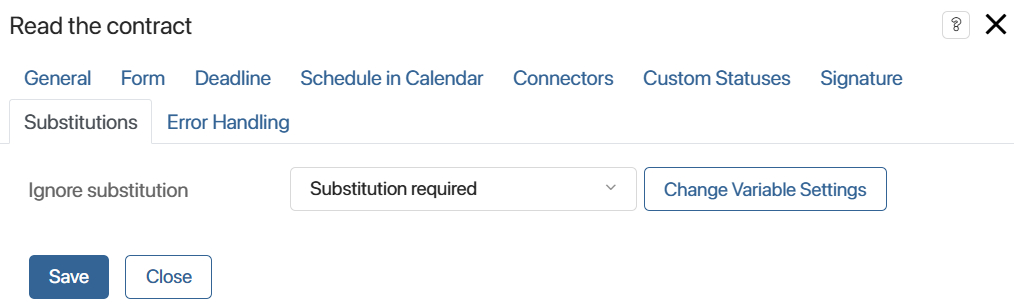 Read the contract ?
General Form Deadline Schedule in Calendar Connectors Custom Statuses Signature
Substitutions Error Handling
Ignore substitution Substitution required Change Variable Settings
Save Close